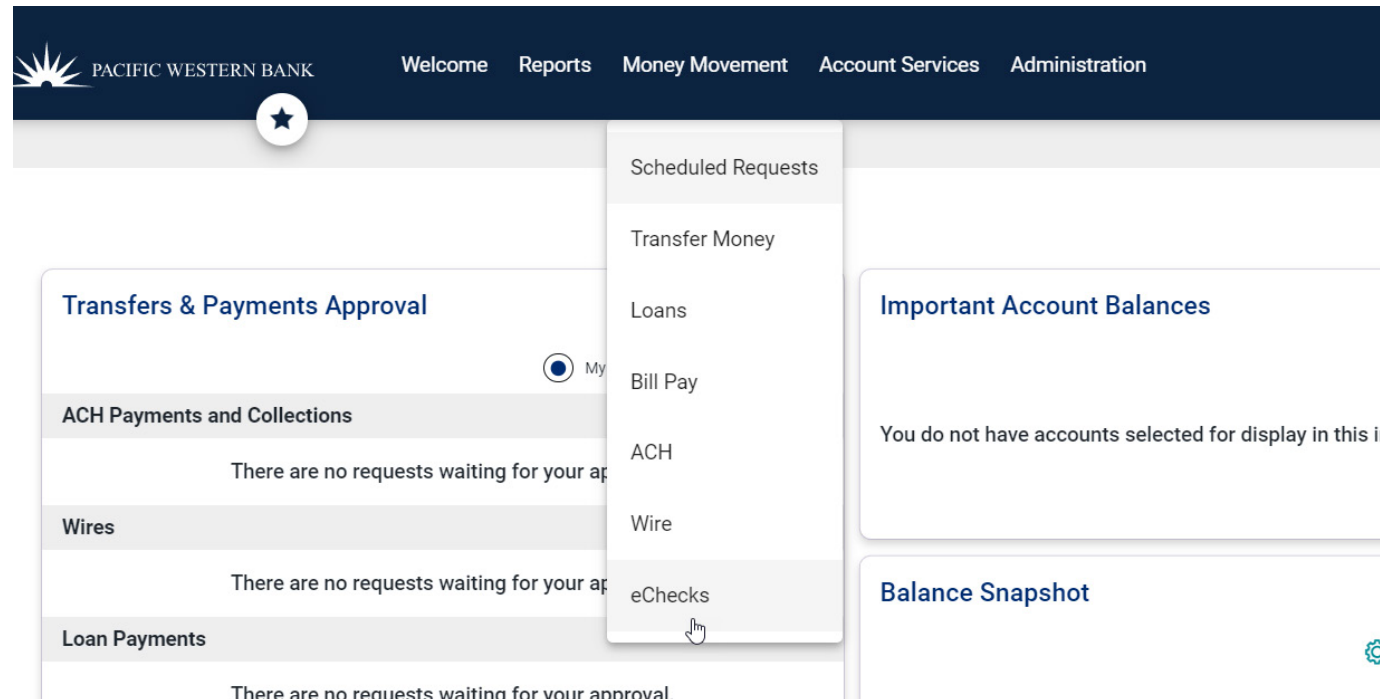 PACIFIC WESTERN BANK
Welcome Reports Money Movement Account Services Administration
Scheduled Requests
Transfer Money
Loans
Bill Pay
ACH
Wire
eChecks
Transfers & Payments Approval
My
ACH Payments and Collections
There are no requests waiting for your
Wires
There are no requests waiting for your
Loan Payments
There are no requests waiting for your approval.
Important Account Balances
You do not have accounts selected for display in this
Balance Snapshot